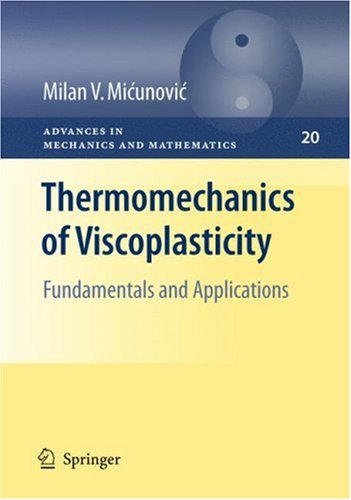 Milan V. Mićunović
ADVANCES IN
MECHANICS AND MATHEMATICS
20
Thermomechanics
of Viscoplasticity
Fundamentals and Applications
Springer